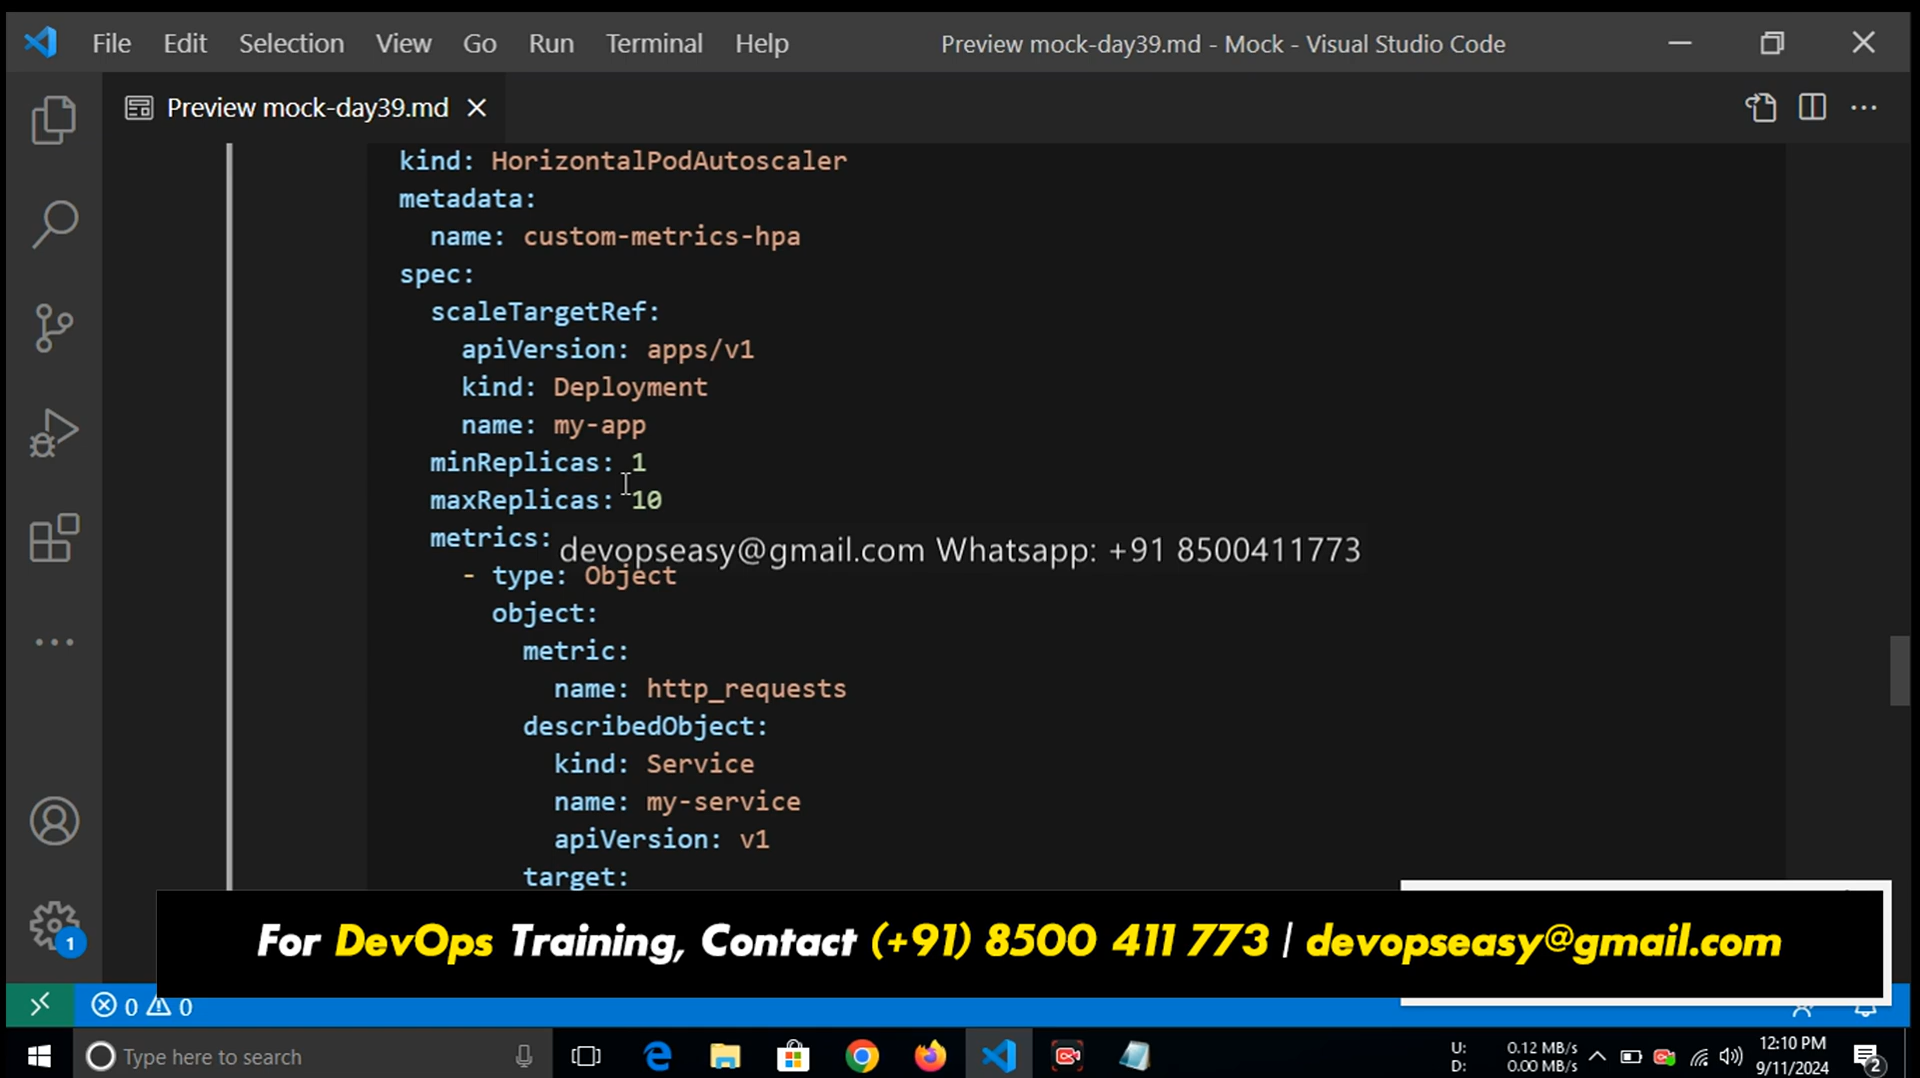 File Edit Selection View Go Run Terminal Help Preview mock-day39.md - Mock - Visual Studio Code
Preview mock-day39.md
kind: HorizontalPodAutoscaler
metadata:
name: custom-metrics-hpa
spec:
scaleTargetRef:
apiVersion: apps/v1
kind: Deployment
name: my-app
minReplicas: 1
maxReplicas: 10
metrics:
devopseasy@gmail.com Whatsapp: +91 8500411773
- type: Object
object:
metric:
name: http_requests
describedObject:
kind: Service
name: my-service
apiVersion: v1
target:
1
For DevOps Training, Contact (+91) 8500 411 773 | devopseasy@gmail.com
0 0
Type here to search
U: 0.12 MB/s
D: 0.00 MB/s
12:10 PM
9/11/2024
2